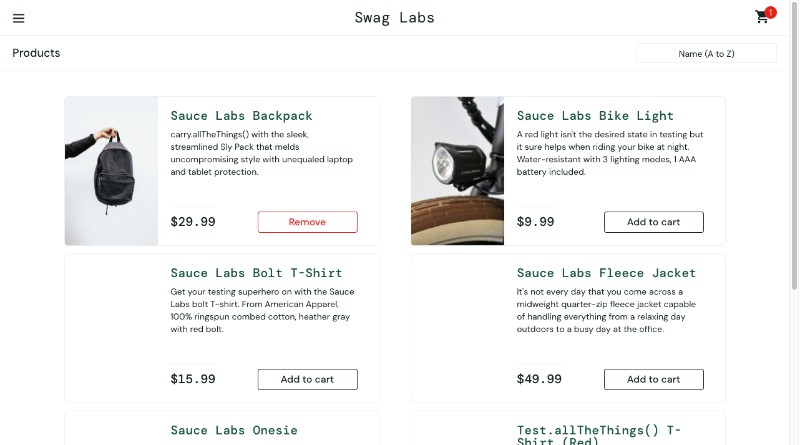 Swag Labs
1
Products
Name (A to Z)
Sauce Labs Backpack
carry.allTheThings() with the sleek,
streamlined Sly Pack that melds
uncompromising style with unequaled laptop
and tablet protection.
$29.99
Remove
Sauce Labs Bike Light
A red light isn't the desired state in testing but
it sure helps when riding your bike at night.
Water-resistant with 3 lighting modes, 1 AAA
battery included.
$9.99
Add to cart
Sauce Labs Bolt T-Shirt
Get your testing superhero on with the Sauce
Labs bolt T-shirt. From American Apparel,
100% ringspun combed cotton, heather gray
with red bolt.
$15.99
Add to cart
Sauce Labs Fleece Jacket
It's not every day that you come across a
midweight quarter-zip fleece jacket capable
of handling everything from a relaxing day
outdoors to a busy day at the office.
$49.99
Add to cart
Sauce Labs Onesie
Test.allTheThings() T-
Shirt (Red)